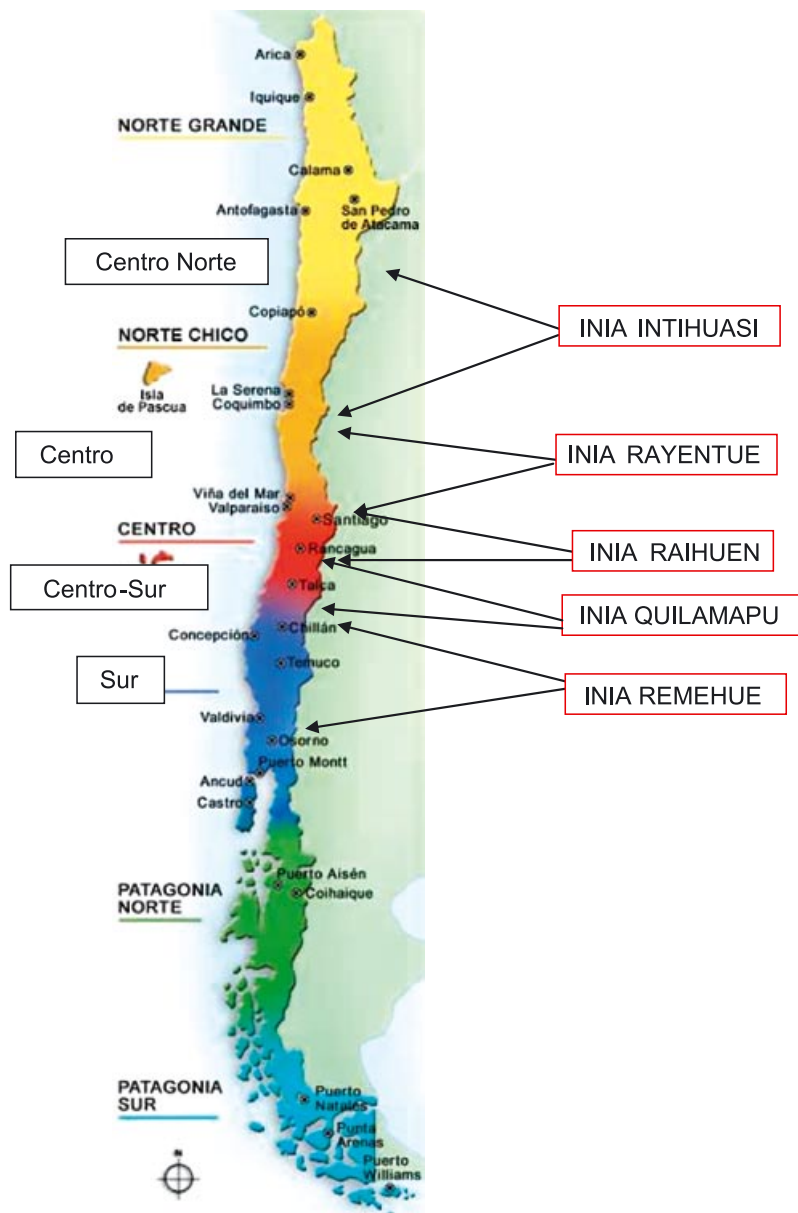 Arica
Iquique
NORTE GRANDE
Calama
Antofagasta
San Pedro
de Atacama
Centro Norte
Copiapó
INIA INTIHUASI
NORTE CHICO
Isla
de Pascua
La Serena
Coquimbo
Centro
INIA RAYENTUE
Viña del Mar
Valparaiso
Santiago
CENTRO
Rancagua
INIA RAIHUEN
Centro-Sur
Talca
INIA QUILAMAPU
Concepción
Chillán
Temuco
Sur
INIA REMEHUE
Valdivia
Osorno
Puerto Montt
Ancud
Castro
Puerto Aisén
Coihaique
PATAGONIA
NORTE
PATAGONIA
SUR
Puerto
Natales
Punta
Arenas
Puerto
Williams
N